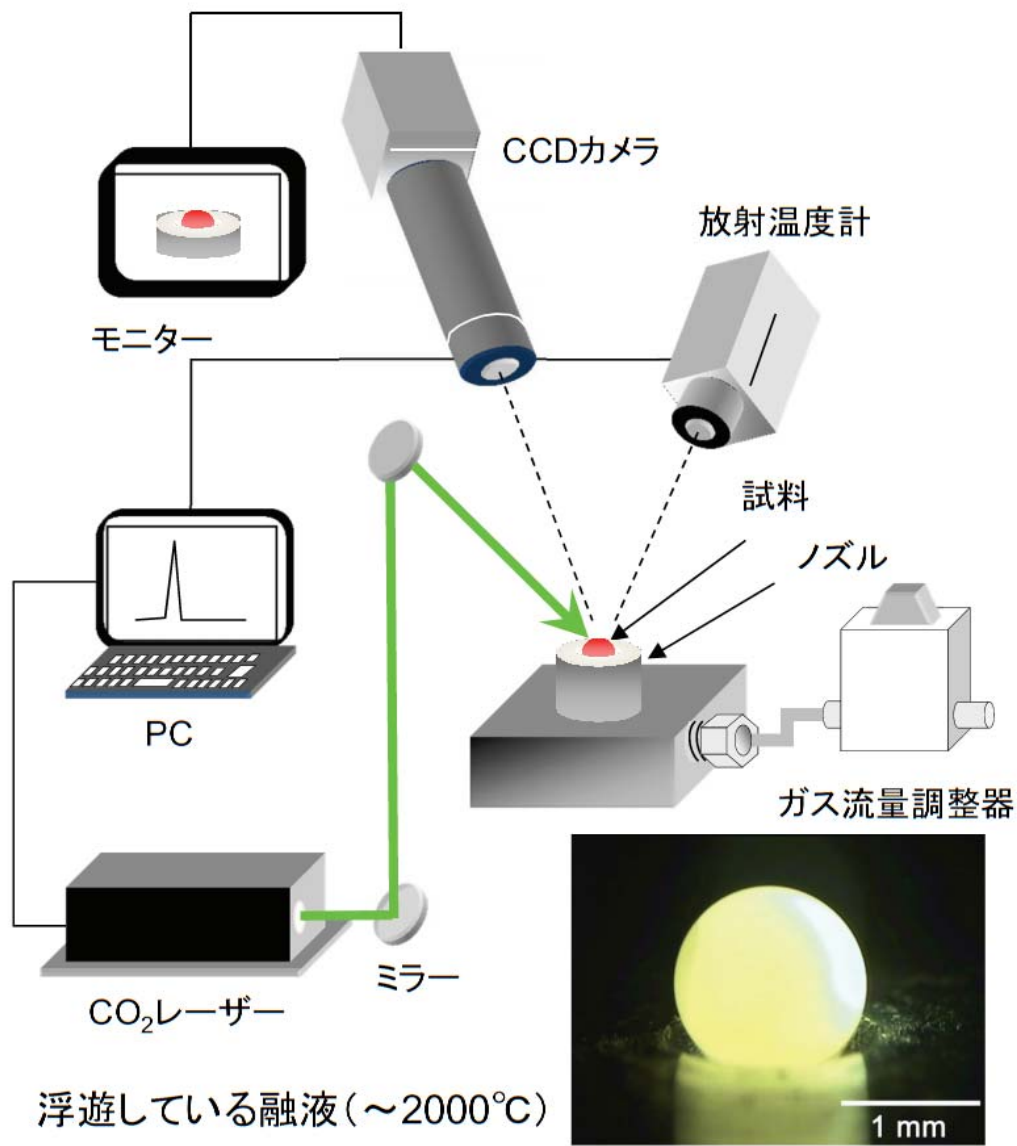 CCDカメラ
放射温度計
モニター
試料
ノズル
PC
ガス流量調整器
ミラー
CO₂レーザー
浮遊している融液(～2000℃)
1 mm